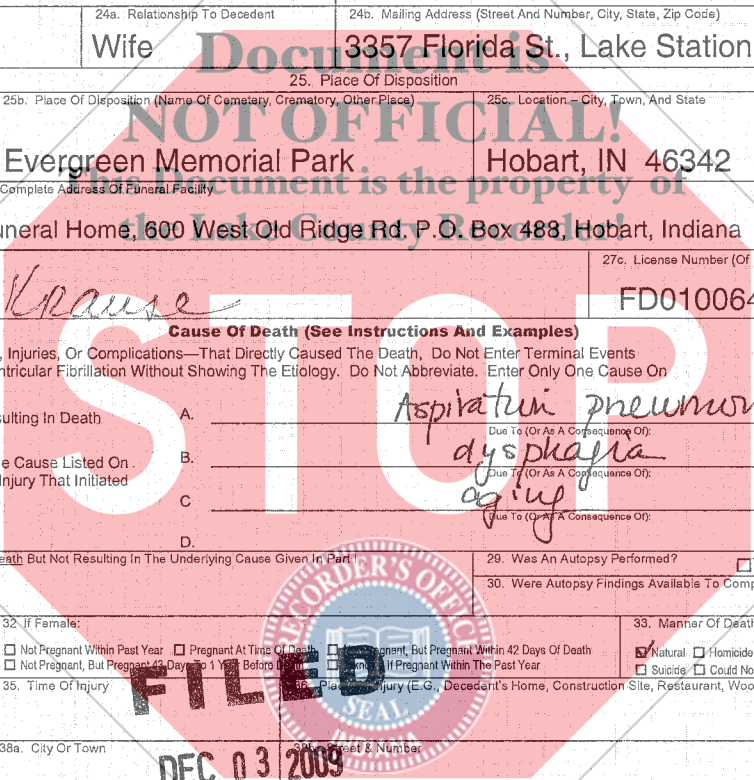 24a. Relationship To Decedent 24b. Mailing Address (Street And Number, City, State, Zip Code)
Wife 3357 Florida St., Lake Station
Document is
25. Place Of Disposition
25b. Place Of Disposition (Name Of Cemetery, Crematory, Other Place) 25c. Location – City, Town, And State
NOT OFFICIAL!
Evergreen Memorial Park Hobart, IN 46342
This Document is the property of
Complete Address Of Funeral Facility
uneral Home, 600 West Old Ridge Rd. P.O. Box 488, Hobart, Indiana
the Lake County Recorder!
27c. License Number (Of
Krause
FD010064
STOP
Cause Of Death (See Instructions And Examples)
, Injuries, Or Complications—That Directly Caused The Death, Do Not Enter Terminal Events
ntricular Fibrillation Without Showing The Etiology. Do Not Abbreviate. Enter Only One Cause On
sulting In Death A. Aspiration pneumon
Due To (Or As A Consequence Of):
e Cause Listed On B. dysphagia
Injury That Initiated Due To (Or As A Consequence Of):
C aging
Due To (Or As A Consequence Of):
D.
eath But Not Resulting In The Underlying Cause Given In Part I 29. Was An Autopsy Performed?
30. Were Autopsy Findings Available To Comp
RECORDER'S OFFICE
32 If Female: 33. Manner Of Death
Not Pregnant Within Past Year Pregnant At Time Of Death Pregnant, But Pregnant Within 42 Days Of Death Natural Homicide
Not Pregnant, But Pregnant 43 Days To 1 Year Before If Pregnant Within The Past Year Suicide Could No
35. Time Of Injury Injury (E.G., Decedent's Home, Construction Site, Restaurant, Woo
FILED
SEAL
INDIANA
38a. City Or Town 38b. Street & Number
DEC 03 2009